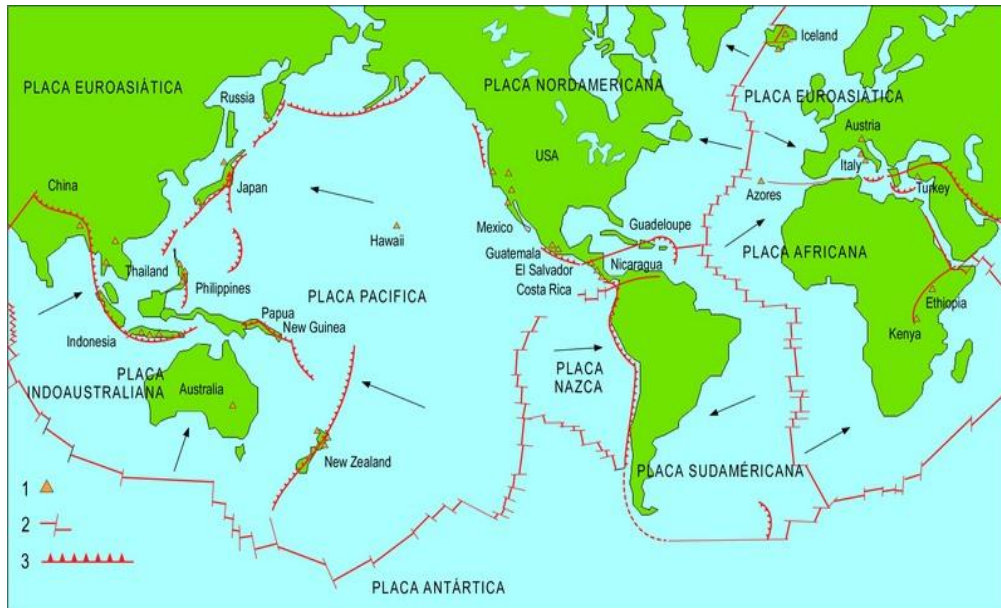 Iceland
PLACA EUROASIÁTICA
PLACA NORDAMERICANA
PLACA EUROASIÁTICA
Russia
Austria
USA
Italy
China
Japan
Azores
Turkey
Mexico
Hawaii
Guadeloupe
Guatemala
PLACA AFRICANA
El Salvador
Nicaragua
Thailand
Philippines
Costa Rica
PLACA PACIFICA
Ethiopia
Papua
New Guinea
Kenya
Indonesia
PLACA
INDOAUSTRALIANA
PLACA
NAZCA
Australia
New Zealand
PLACA SUDAMÉRICANA
1
2
3
PLACA ANTÁRTICA